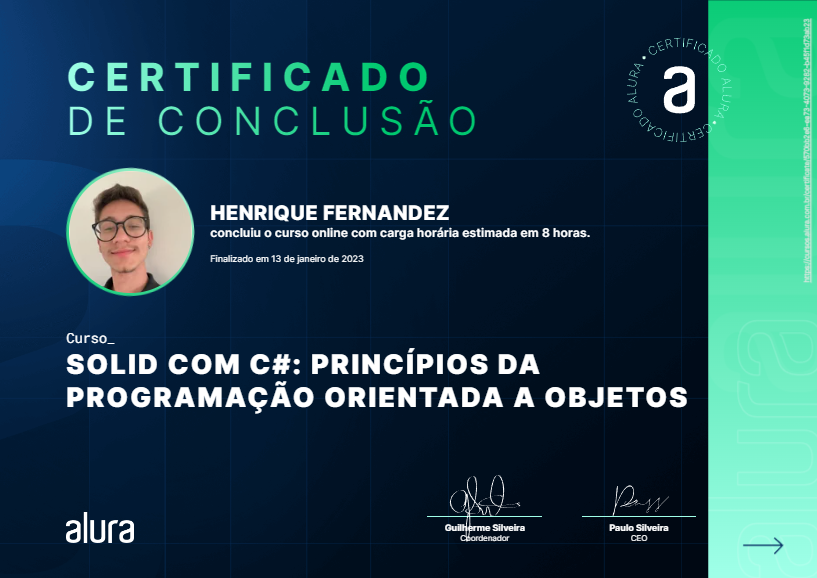 CERTIFICADO
DE CONCLUSÃO
CERTIFICADO ALURA • CERTIFICADO ALURA •
a
HENRIQUE FERNANDEZ
concluiu o curso online com carga horária estimada em 8 horas.
Finalizado em 13 de janeiro de 2023
Curso_
SOLID COM C#: PRINCÍPIOS DA
PROGRAMAÇÃO ORIENTADA A OBJETOS
alura
Guilherme Silveira
Coordenador
Paulo Silveira
CEO
alura